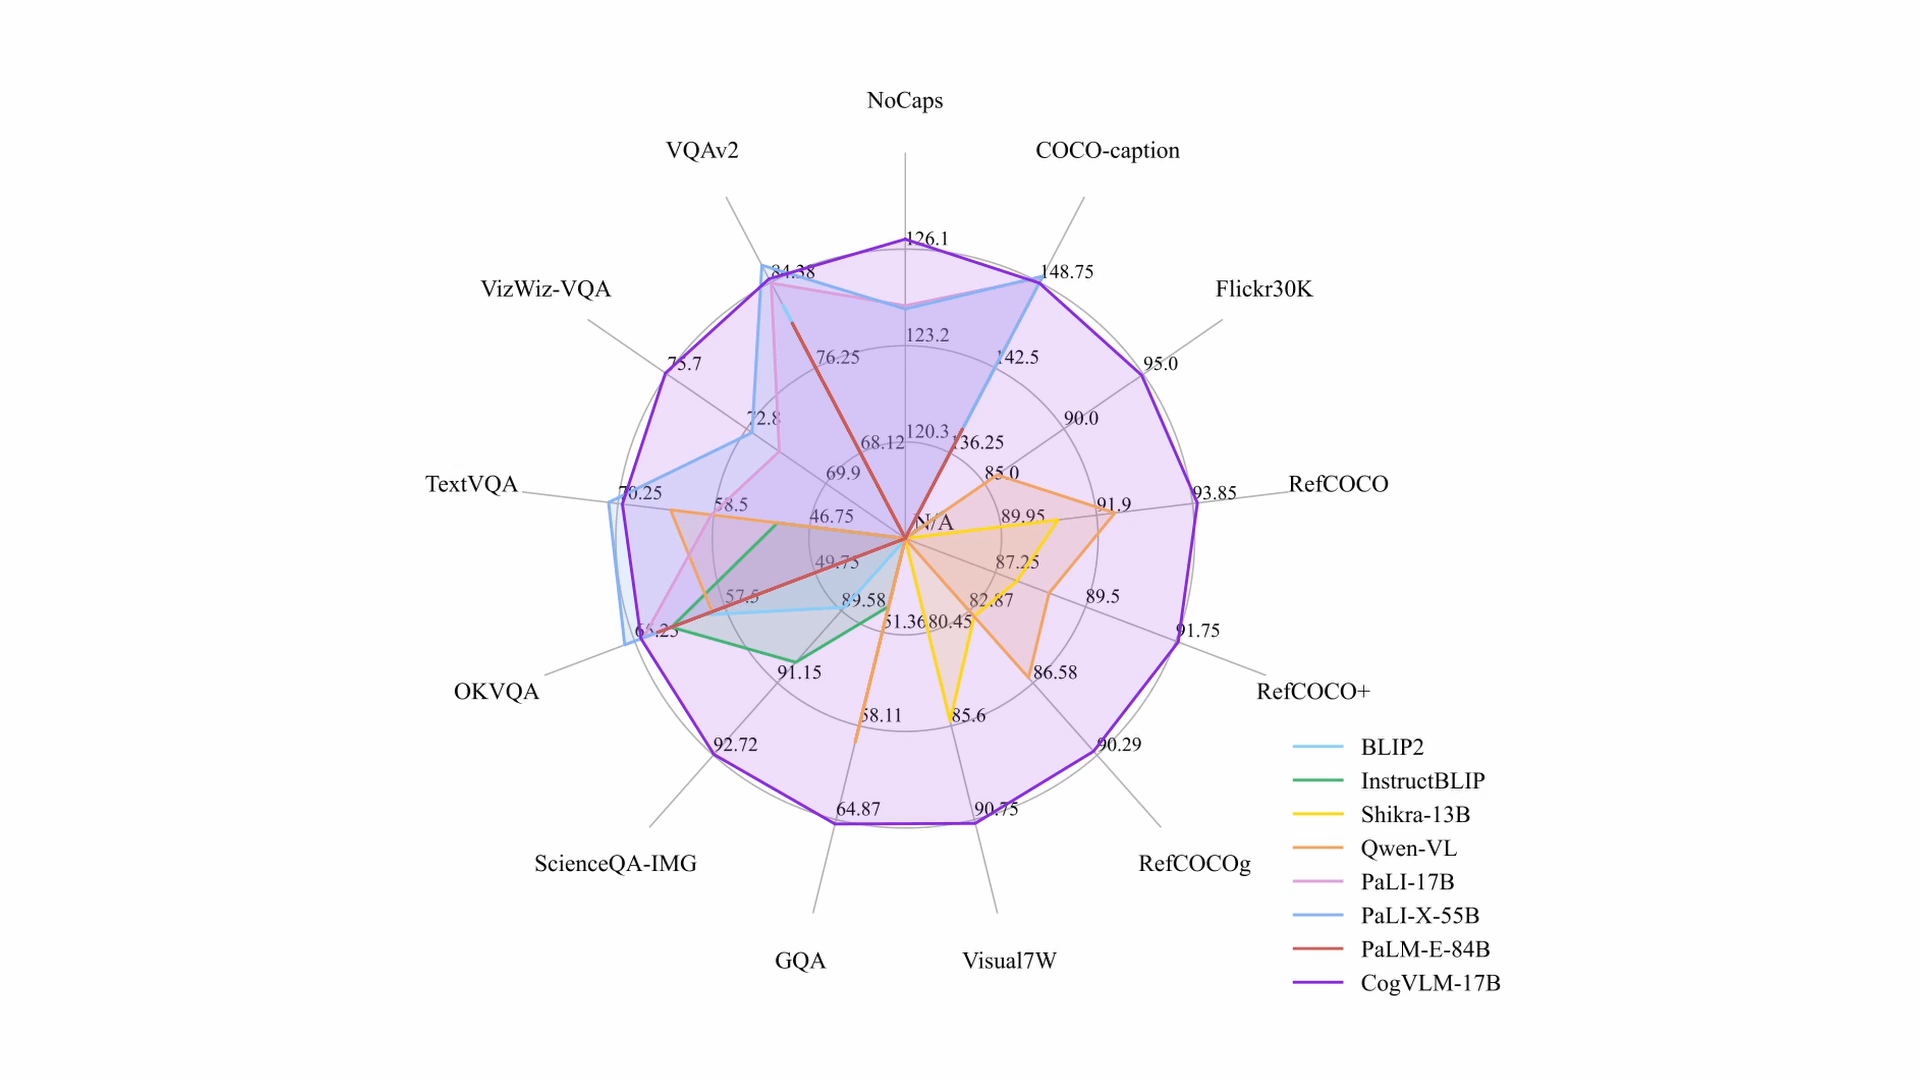 NoCaps
VQAv2
COCO-caption
VizWiz-VQA
Flickr30K
TextVQA
RefCOCO
OKVQA
RefCOCO+
ScienceQA-IMG
RefCOCOg
GQA
Visual7W
126.1
123.2
120.3
148.75
142.5
136.25
95.0
90.0
85.0
93.85
91.9
89.95
91.75
89.5
87.25
90.29
86.58
82.87
90.75
85.6
80.45
64.87
58.11
51.36
92.72
91.15
89.58
66.25
57.5
49.75
70.25
58.5
46.75
75.7
72.8
69.9
84.38
76.25
68.12
N/A
BLIP2
InstructBLIP
Shikra-13B
Qwen-VL
PaLI-17B
PaLI-X-55B
PaLM-E-84B
CogVLM-17B